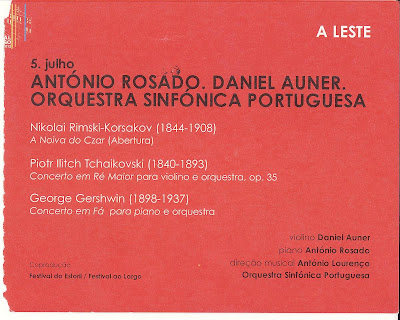 A LESTE
5. julho
ANTÓNIO ROSADO. DANIEL AUNER.
ORQUESTRA SINFÓNICA PORTUGUESA
Nikolai Rimski-Korsakov (1844-1908)
A Noiva do Czar (Abertura)
Piotr Ilitch Tchaikovski (1840-1893)
Concerto em Ré Maior para violino e orquestra, op. 35
George Gershwin (1898-1937)
Concerto em Fá para piano e orquestra
violino Daniel Auner
piano António Rosado
direção musical António Lourenço
Orquestra Sinfónica Portuguesa
Coprodução
Festival do Estoril / Festival ao Largo